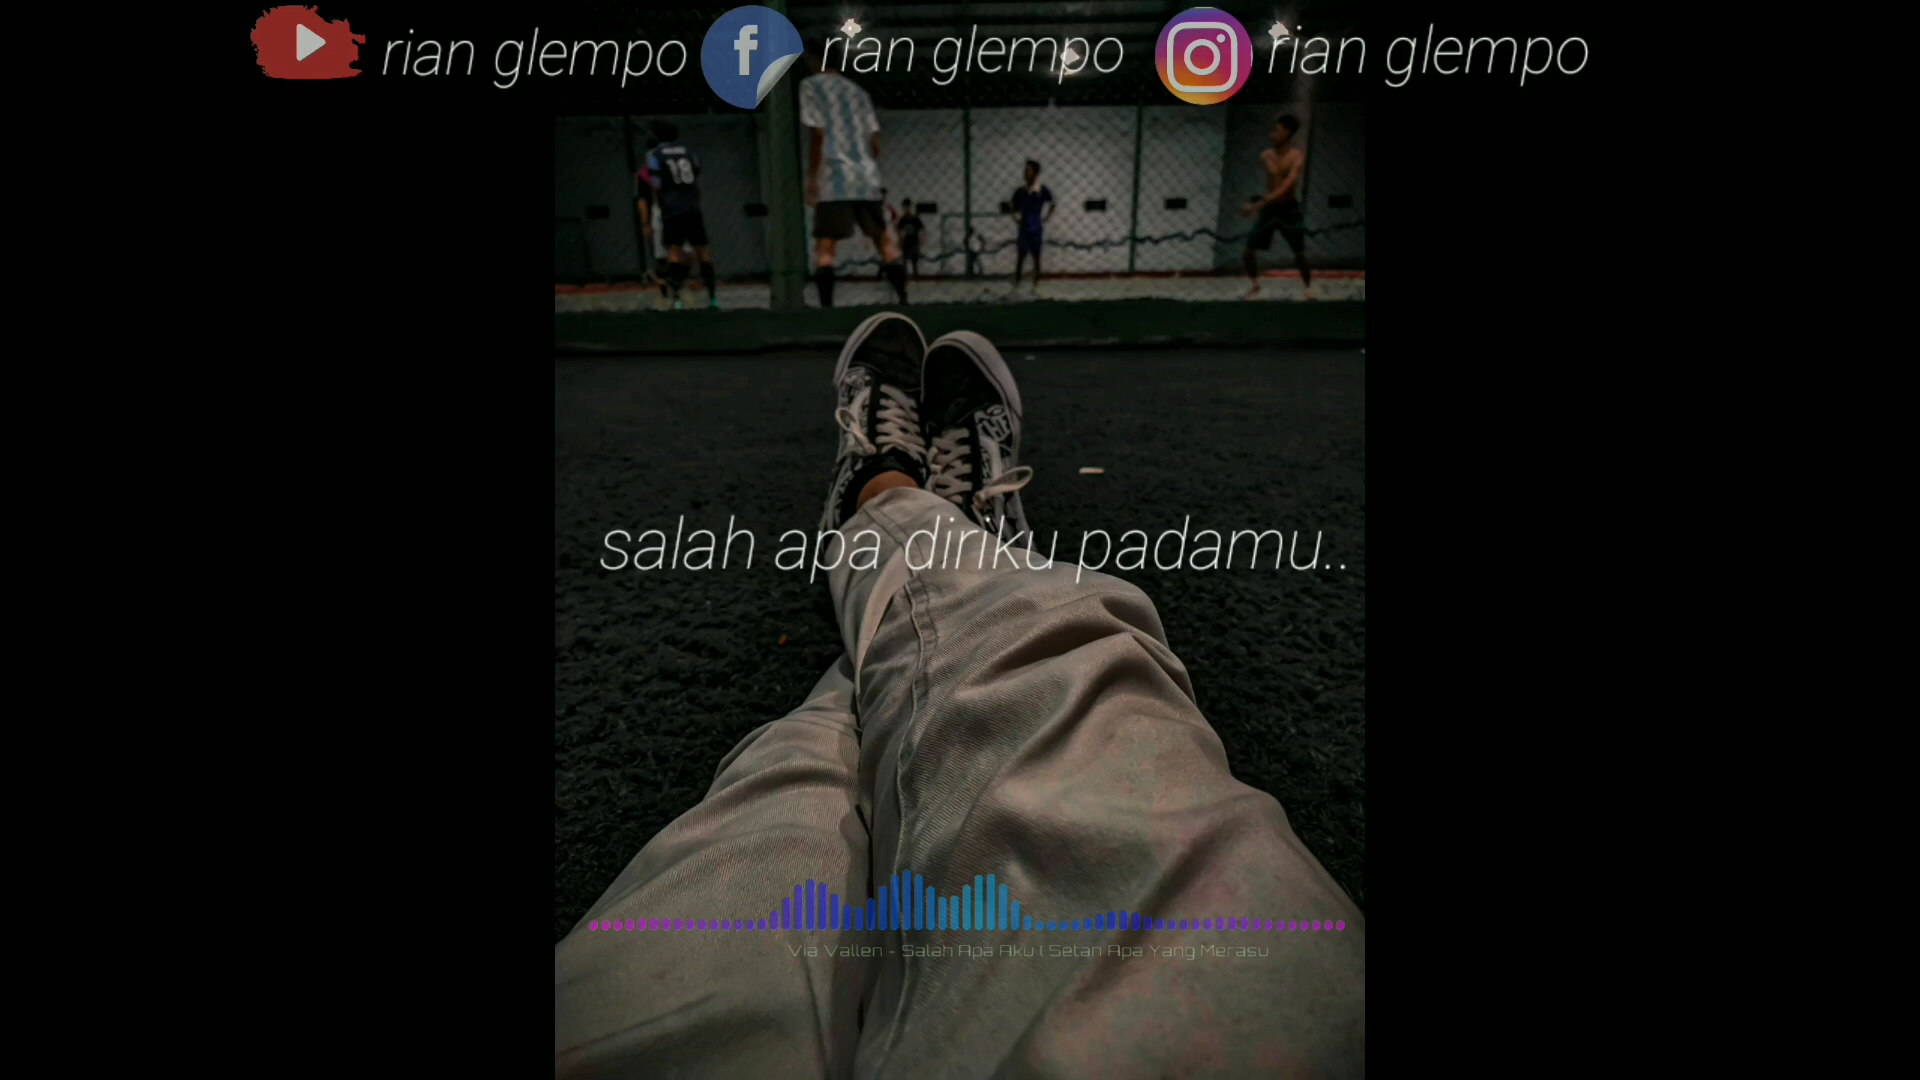 rian glempo
rian glempo
rian glempo
18
salah apa diriku padamu..
Via Vallen - Salah Apa Aku ( Setan Apa Yang Merasu